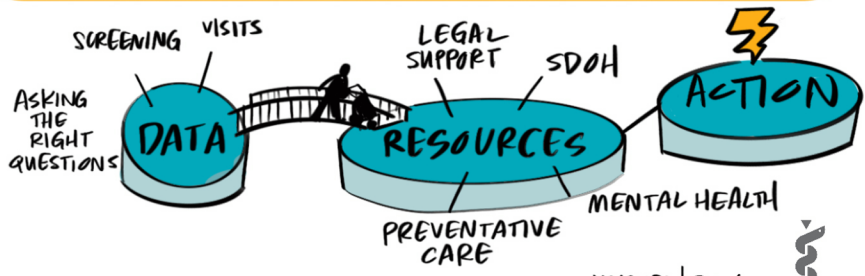 SCREENING
VISITS
ASKING
THE
RIGHT
QUESTIONS
DATA
LEGAL
SUPPORT
SDOH
RESOURCES
PREVENTATIVE
CARE
MENTAL HEALTH
ACTION